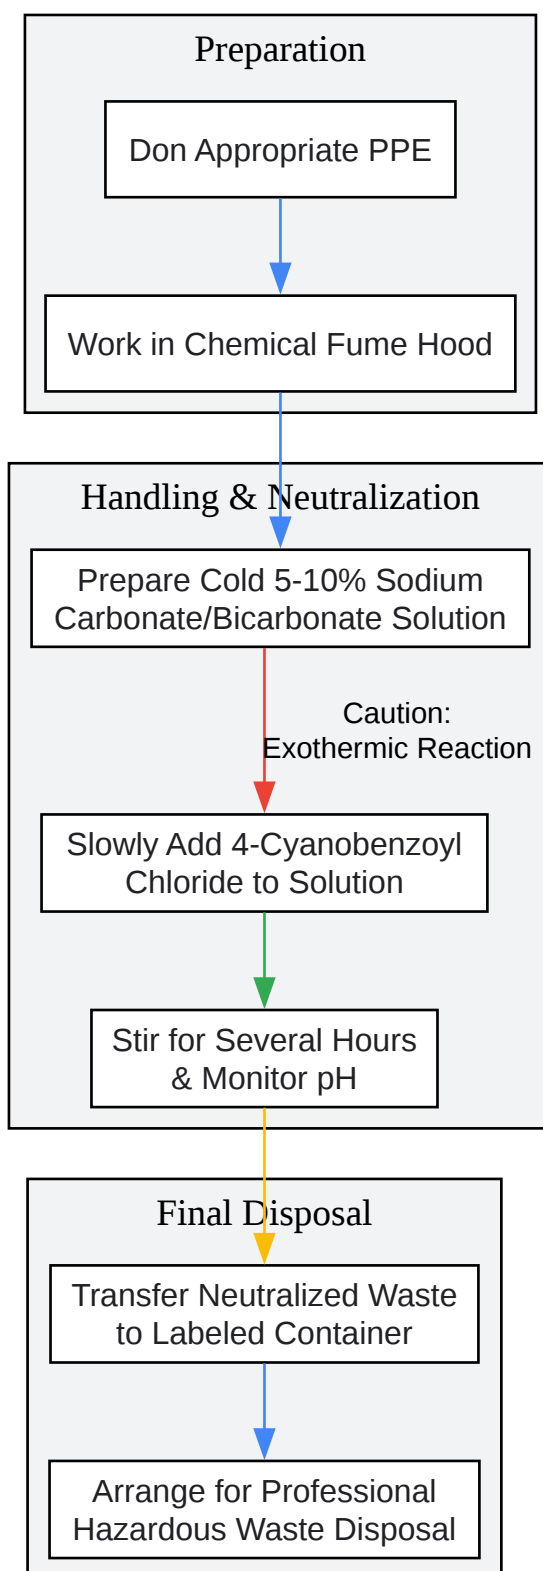 Preparation
Don Appropriate PPE
Work in Chemical Fume Hood
Handling & Neutralization
Prepare Cold 5-10% Sodium
Carbonate/Bicarbonate Solution
Caution:
Exothermic Reaction
Slowly Add 4-Cyanobenzoyl
Chloride to Solution
Stir for Several Hours
& Monitor pH
Final Disposal
Transfer Neutralized Waste
to Labeled Container
Arrange for Professional
Hazardous Waste Disposal